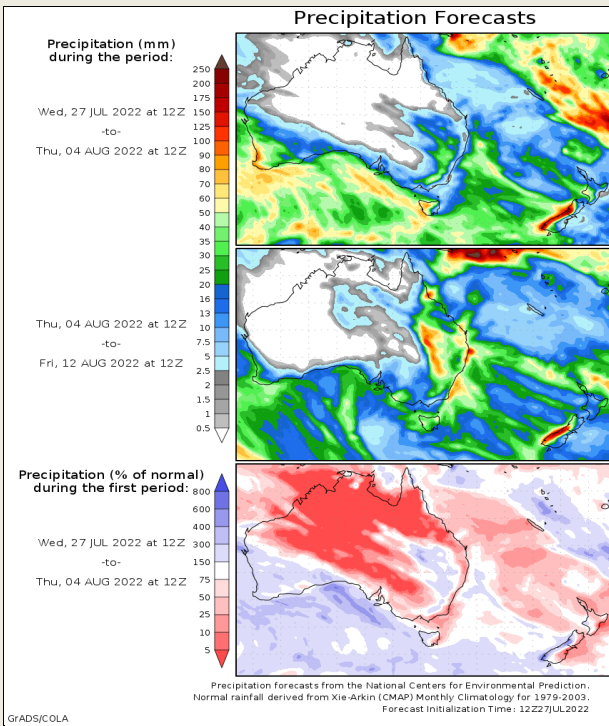 Precipitation Forecasts
Precipitation (mm)
during the period:
Wed, 27 JUL 2022 at 12Z
-to-
Thu, 04 AUG 2022 at 12Z
250
200
175
150
125
100
90
80
70
60
50
40
35
30
25
20
16
13
10
7.5
5
2.5
2
1.5
1
0.5
Thu, 04 AUG 2022 at 12Z
-to-
Fri, 12 AUG 2022 at 12Z
Precipitation (% of normal)
during the first period:
Wed, 27 JUL 2022 at 12Z
-to-
Thu, 04 AUG 2022 at 12Z
800
600
400
300
150
75
50
25
10
5
Precipitation forecasts from the National Centers for Environmental Prediction.
Normal rainfall derived from Xie-Arkin (CMAP) Monthly Climatology for 1979-2003.
Forecast Initialization Time: 12Z27JUL2022
GrADS/COLA